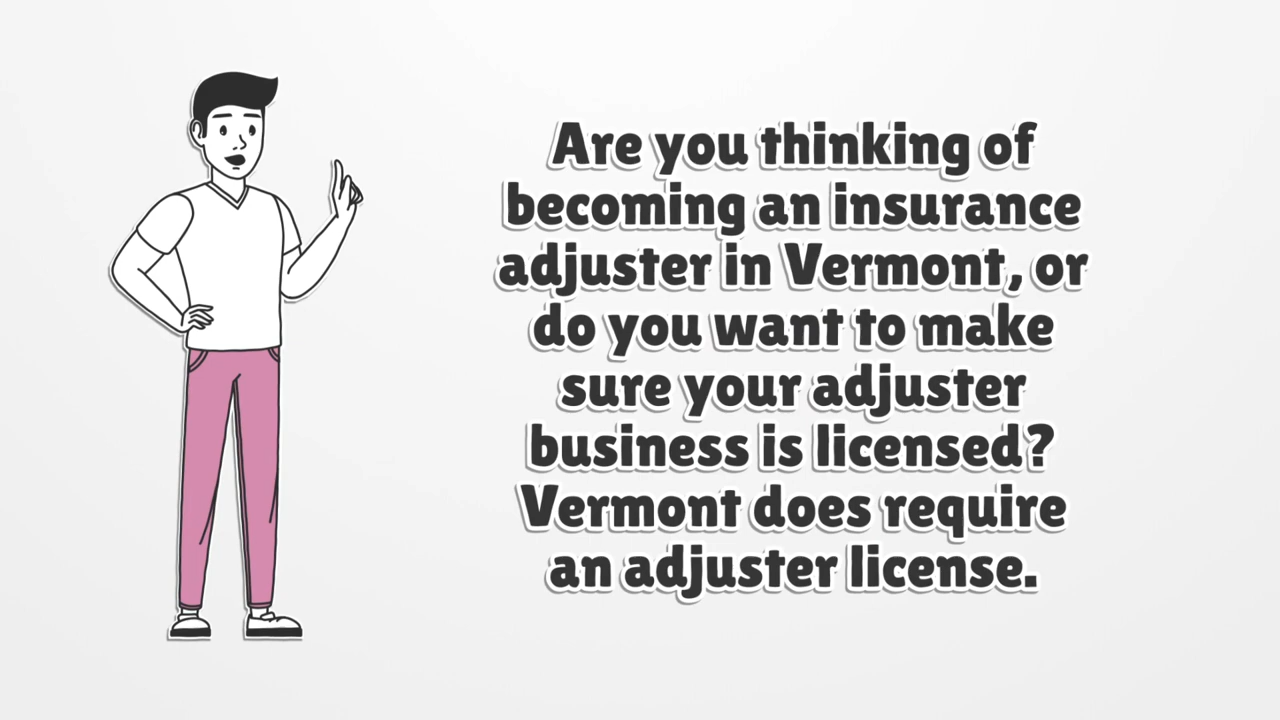 Are you thinking of
becoming an insurance
adjuster in Vermont, or
do you want to make
sure your adjuster
business is licensed?
Vermont does require
an adjuster license.